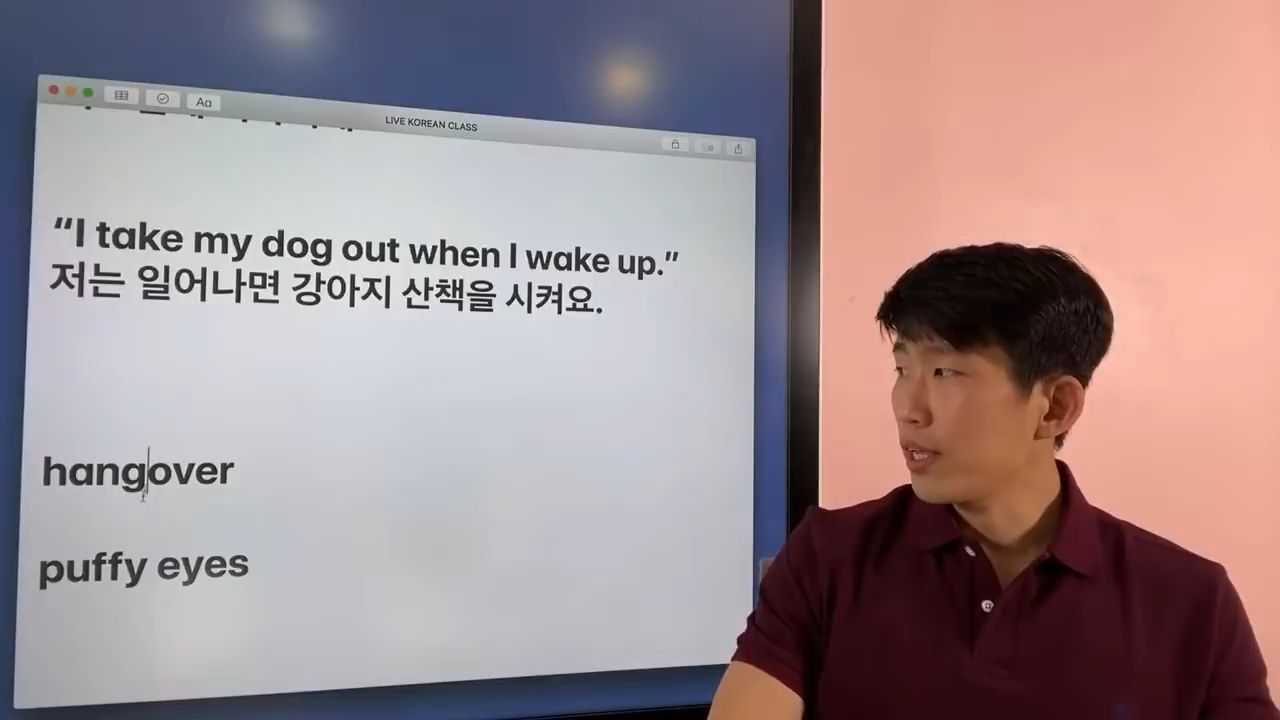 Aa
LIVE KOREAN CLASS
“I take my dog out when I wake up.”
저는 일어나면 강아지 산책을 시켜요.
hangover
puffy eyes